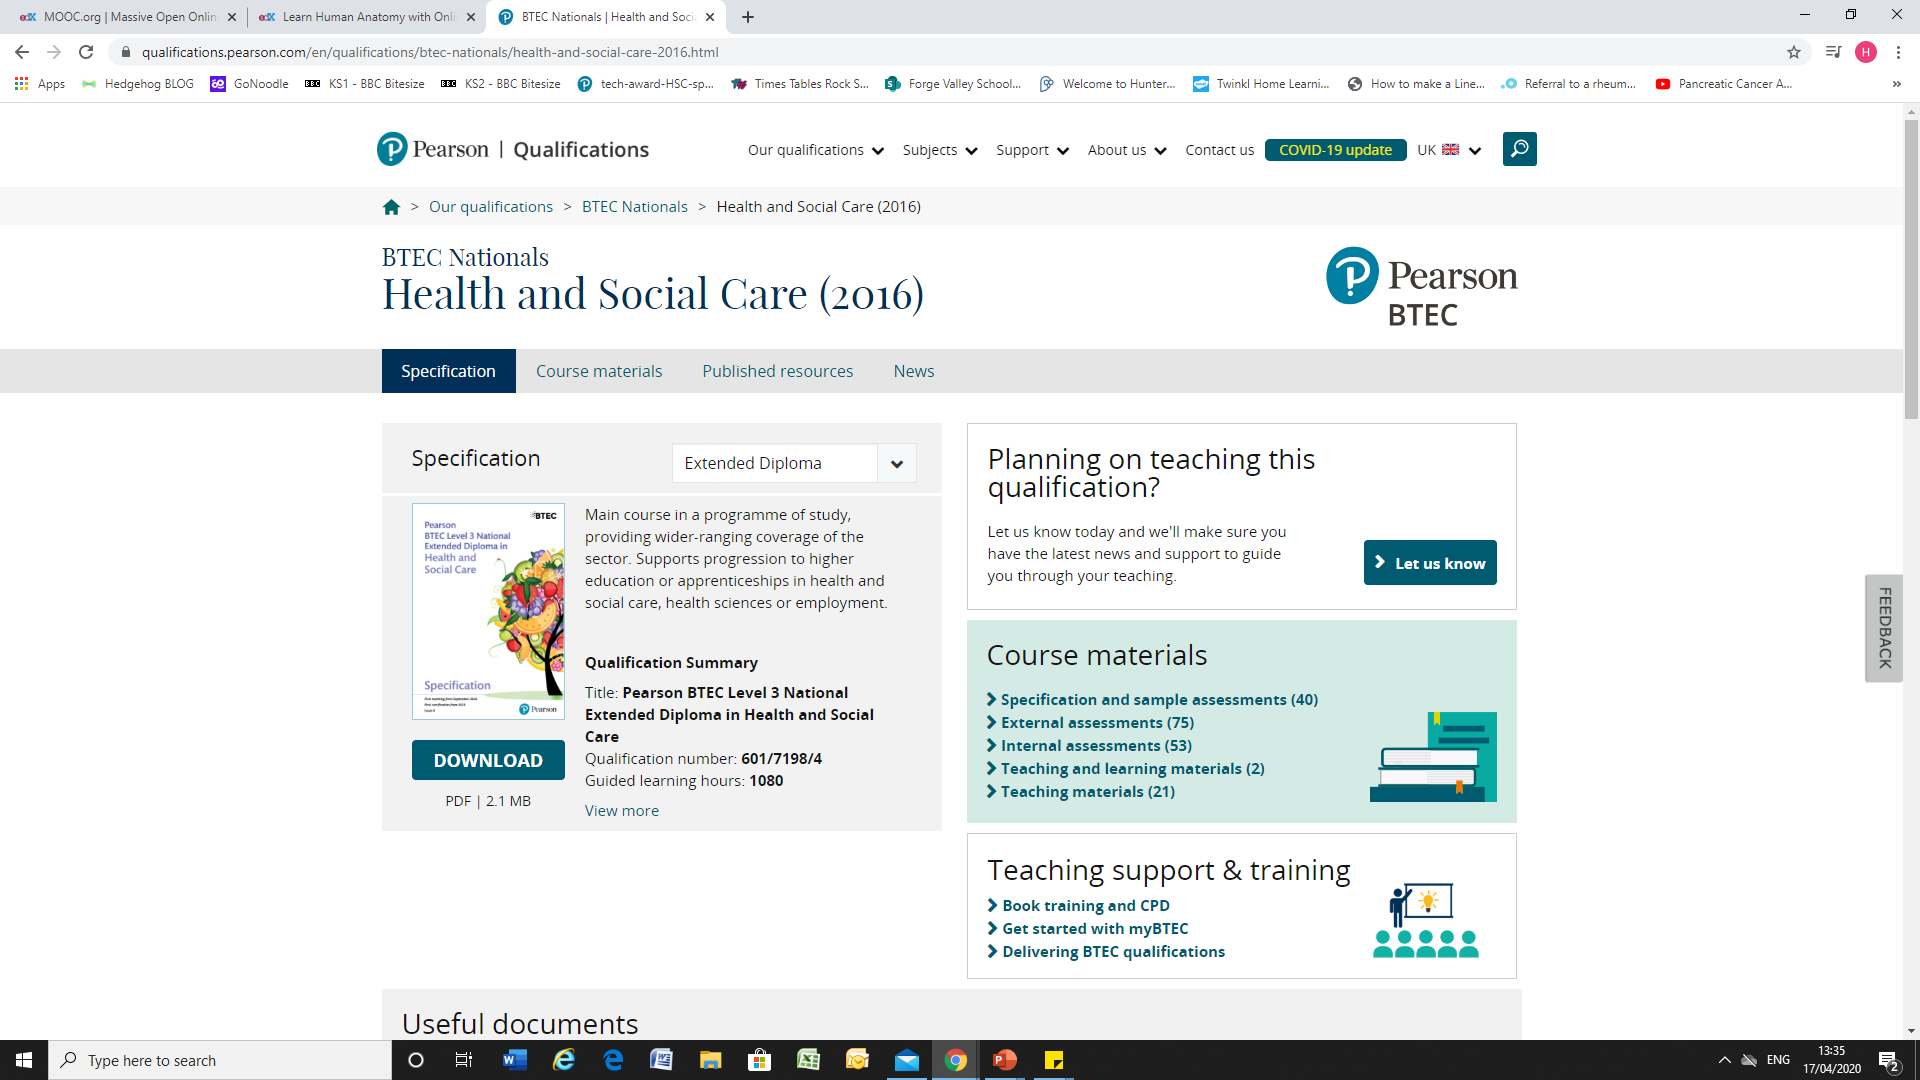 MOOC.org | Massive Open Onlin
Learn Human Anatomy with Onli
BTEC Nationals | Health and Soci
qualifications.pearson.com/en/qualifications/btec-nationals/health-and-social-care-2016.html
H
Apps
Hedgehog BLOG
GoNoodle
BBC
KS1 - BBC Bitesize
BBC
KS2 - BBC Bitesize
tech-award-HSC-sp...
Times Tables Rock S...
Forge Valley School...
Welcome to Hunter...
Twinkl Home Learni...
How to make a Line...
Referral to a rheum...
Pancreatic Cancer A...
»
Pearson | Qualifications
Our qualifications
Subjects
Support
About us
Contact us
COVID-19 update
UK
> Our qualifications > BTEC Nationals > Health and Social Care (2016)
BTEC Nationals
Health and Social Care (2016)
Pearson
BTEC
Specification
Course materials
Published resources
News
Specification
Extended Diploma
BTEC
Pearson
BTEC Level 3 National
Extended Diploma in
Health and
Social Care
Specification
Pearson
DOWNLOAD
PDF | 2.1 MB
Main course in a programme of study,
providing wider-ranging coverage of the
sector. Supports progression to higher
education or apprenticeships in health and
social care, health sciences or employment.
Qualification Summary
Title: Pearson BTEC Level 3 National
Extended Diploma in Health and Social
Care
Qualification number: 601/7198/4
Guided learning hours: 1080
View more
Planning on teaching this
qualification?
Let us know today and we'll make sure you
have the latest news and support to guide
you through your teaching.
Let us know
Course materials
Specification and sample assessments (40)
External assessments (75)
Internal assessments (53)
Teaching and learning materials (2)
Teaching materials (21)
Teaching support & training
Book training and CPD
Get started with myBTEC
Delivering BTEC qualifications
FEEDBACK
Useful documents
Type here to search
ENG
13:35
17/04/2020
2